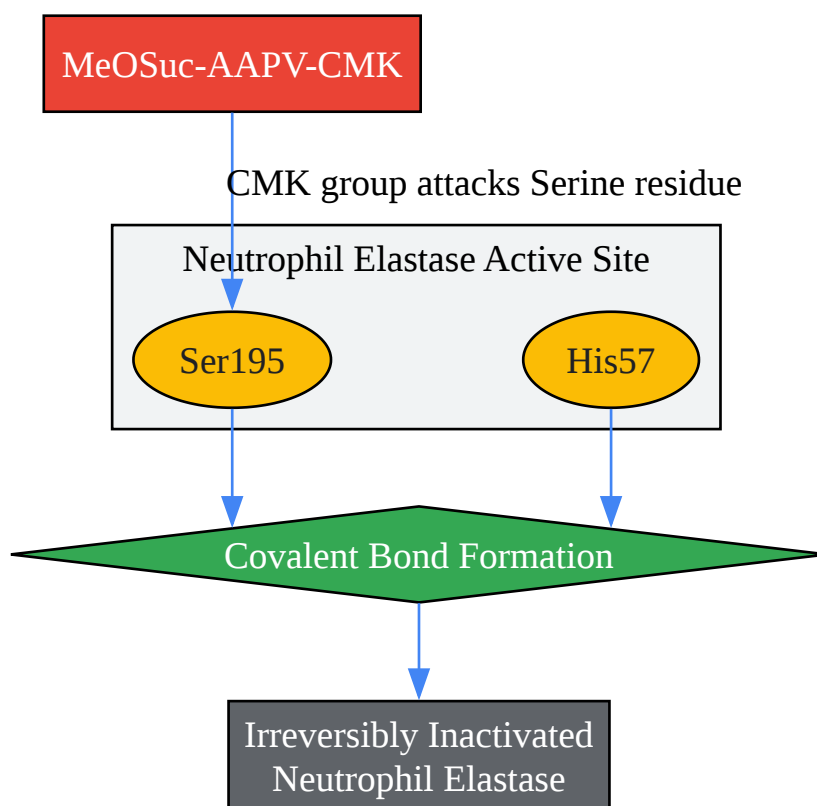 MeOSuc-AAPV-CMK
CMK group attacks Serine residue
Neutrophil Elastase Active Site
Ser195
His57
Covalent Bond Formation
Irreversibly Inactivated
Neutrophil Elastase